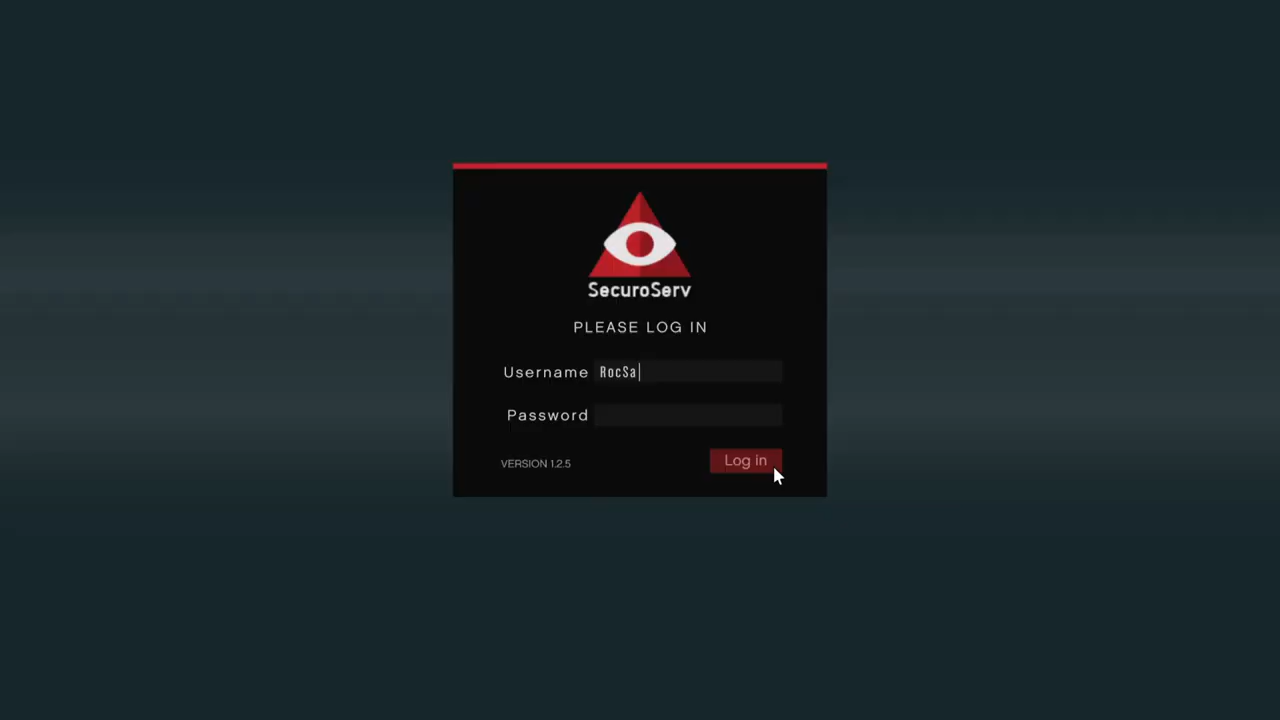 SecuroServ
PLEASE LOG IN
Username RocSa
Password
VERSION 1.2.5 Log in